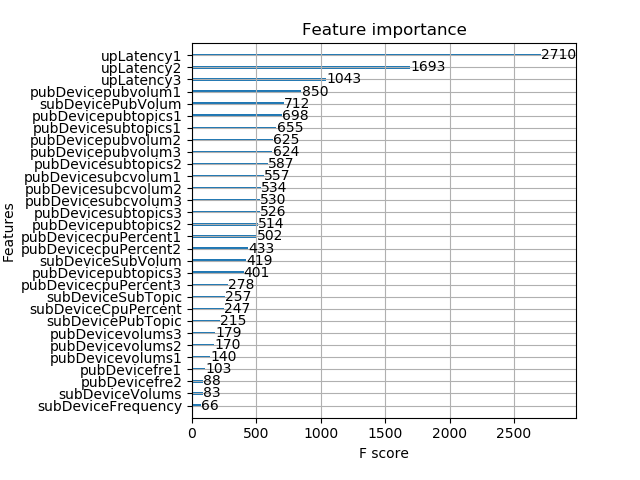 Feature importance
upLatency1 2710
upLatency2 1693
upLatency3 1043
pubDevicepubvolum1 850
subDevicePubVolum 712
pubDevicepubtopics1 698
pubDevicesubtopics1 655
pubDevicepubvolum2 625
pubDevicepubvolum3 624
pubDevicesubtopics2 587
pubDevicesubcvolum1 557
pubDevicesubcvolum2 534
pubDevicesubcvolum3 530
pubDevicesubtopics3 526
pubDevicepubtopics2 514
pubDevicecpuPercent1 502
pubDevicecpuPercent2 433
subDeviceSubVolum 419
pubDevicepubtopics3 401
pubDevicecpuPercent3 278
subDeviceSubTopic 257
subDeviceCpuPercent 247
subDevicePubTopic 215
pubDevicevolums3 179
pubDevicevolums2 170
pubDevicevolums1 140
pubDevicefre1 103
pubDevicefre2 88
subDeviceVolums 83
subDeviceFrequency 66
Features
0 500 1000 1500 2000 2500
F score